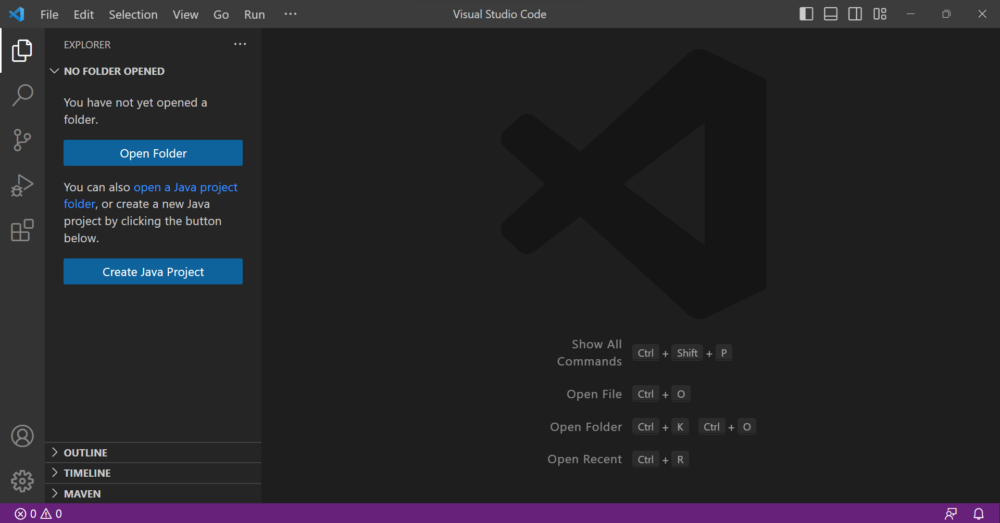 File Edit Selection View Go Run ··· Visual Studio Code
EXPLORER ···
NO FOLDER OPENED
You have not yet opened a
folder.
Open Folder
You can also open a Java project
folder, or create a new Java
project by clicking the button
below.
Create Java Project
OUTLINE
TIMELINE
MAVEN
Show All
Commands
Ctrl + Shift + P
Open File Ctrl + O
Open Folder Ctrl + K Ctrl + O
Open Recent Ctrl + R
0 0